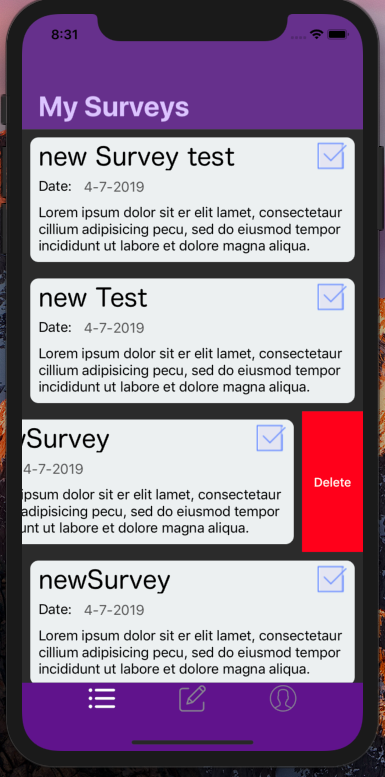 8:31
My Surveys
new Survey test
Date: 4-7-2019
Lorem ipsum dolor sit er elit lamet, consectetaur
cillium adipisicing pecu, sed do eiusmod tempor
incididunt ut labore et dolore magna aliqua.
new Test
Date: 4-7-2019
Lorem ipsum dolor sit er elit lamet, consectetaur
cillium adipisicing pecu, sed do eiusmod tempor
incididunt ut labore et dolore magna aliqua.
Survey
4-7-2019
ipsum dolor sit er elit lamet, consectetaur
adipisicing pecu, sed do eiusmod tempor
unt ut labore et dolore magna aliqua.
Delete
newSurvey
Date: 4-7-2019
Lorem ipsum dolor sit er elit lamet, consectetaur
cillium adipisicing pecu, sed do eiusmod tempor
incididunt ut labore et dolore magna aliqua.